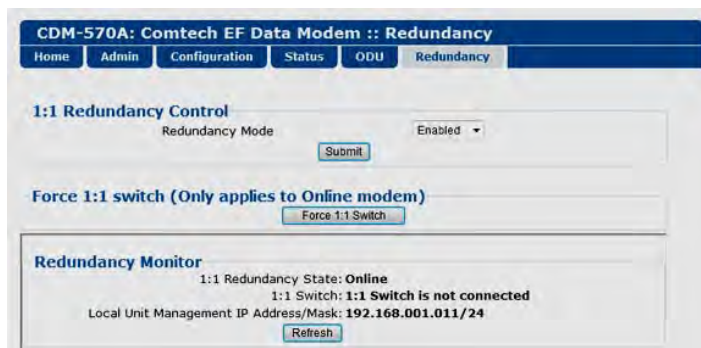 CDM-570A: Comtech EF Data Modem :: Redundancy
Home Admin Configuration Status ODU Redundancy
1:1 Redundancy Control
Redundancy Mode Enabled
Submit
Force 1:1 switch (Only applies to Online modem)
Force 1:1 Switch
Redundancy Monitor
1:1 Redundancy State: Online
1:1 Switch: 1:1 Switch is not connected
Local Unit Management IP Address/Mask: 192.168.001.011/24
Refresh